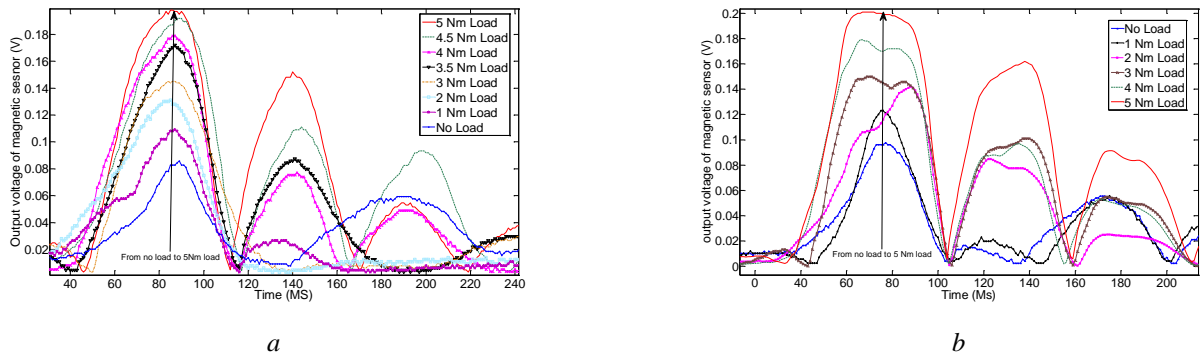 a
Output voltage of magnetic sesnor (V)
0.18
0.16
0.14
0.12
0.1
0.08
0.06
0.04
0.02
5 Nm Load
4.5 Nm Load
4 Nm Load
3.5 Nm Load
3 Nm Load
2 Nm Load
1 Nm Load
No Load
From no load to 5Nm load
40 60 80 100 120 140 160 180 200 220 240
Time (MS)
a
b
output voltage of magnetic sensor (V)
0.2
0.18
0.16
0.14
0.12
0.1
0.08
0.06
0.04
0.02
0
No Load
1 Nm Load
2 Nm Load
3 Nm Load
4 Nm Load
5 Nm Load
From no load to 5 Nm load
0 20 40 60 80 100 120 140 160 180 200
Time (Ms)
b